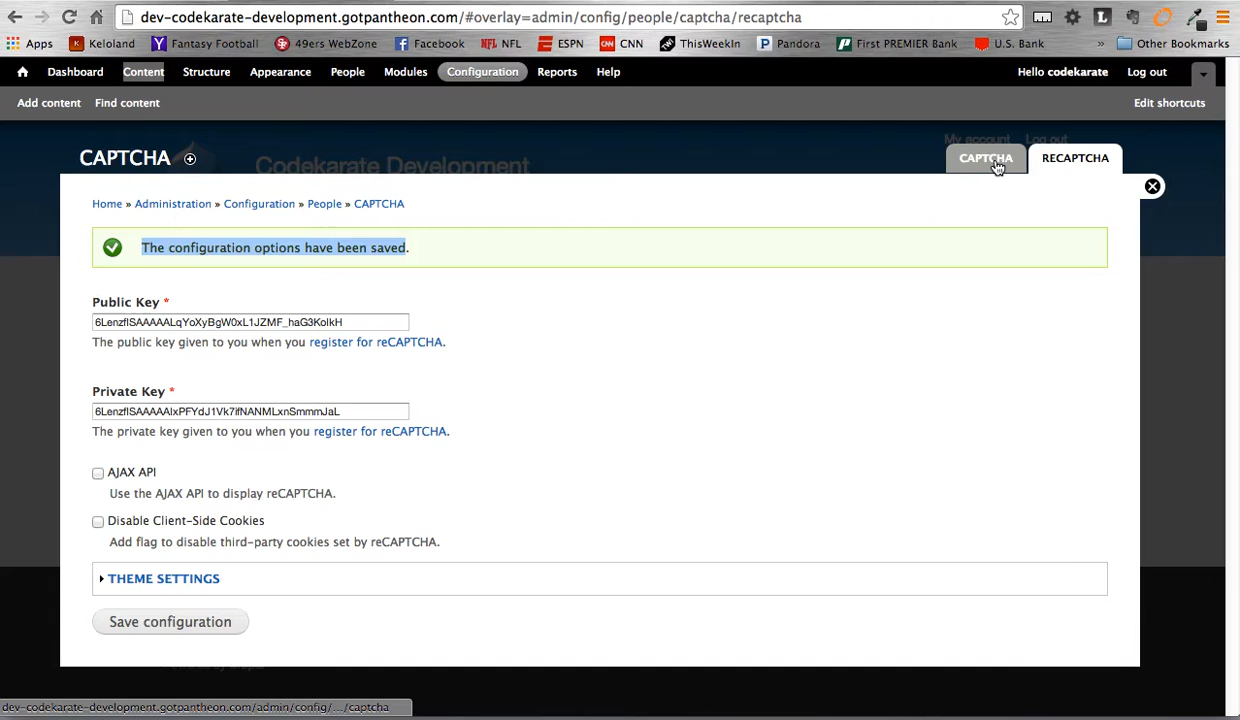 dev-codekarate-development.gotpantheon.com/#overlay=admin/config/people/captcha/recaptcha
Apps Keloland Fantasy Football 49ers WebZone Facebook NFL ESPN CNN ThisWeekIn Pandora First PREMIER Bank U.S. Bank » Other Bookmarks
Dashboard Content Structure Appearance People Modules Configuration Reports Help Hello codekarate Log out
Add content Find content Edit shortcuts
My account Log out
CAPTCHA CAPTCHA RECAPTCHA
Codekarate Development
Home » Administration » Configuration » People » CAPTCHA
The configuration options have been saved.
Public Key *
6LenzflSAAAAALqYoXyBgW0xL1JZMF_haG3KolkH
The public key given to you when you register for reCAPTCHA.
Private Key *
6LenzflSAAAAAIxPFYdJ1Vk7ifNANMLxnSmmmJaL
The private key given to you when you register for reCAPTCHA.
AJAX API
Use the AJAX API to display reCAPTCHA.
Disable Client-Side Cookies
Add flag to disable third-party cookies set by reCAPTCHA.
THEME SETTINGS
Save configuration
dev-codekarate-development.gotpantheon.com/admin/config/.../captcha